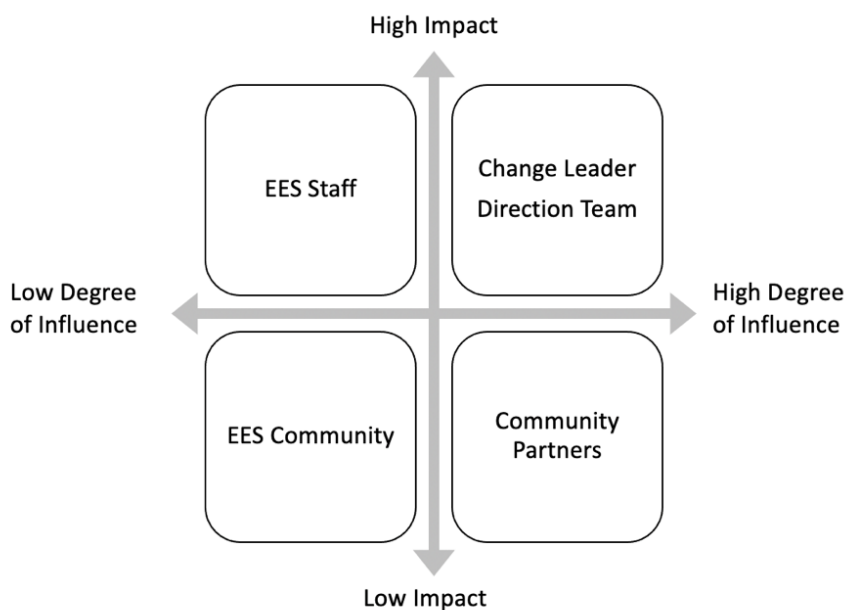 High Impact
EES Staff
Change Leader
Direction Team
Low Degree
of Influence
High Degree
of Influence
EES Community
Community
Partners
Low Impact